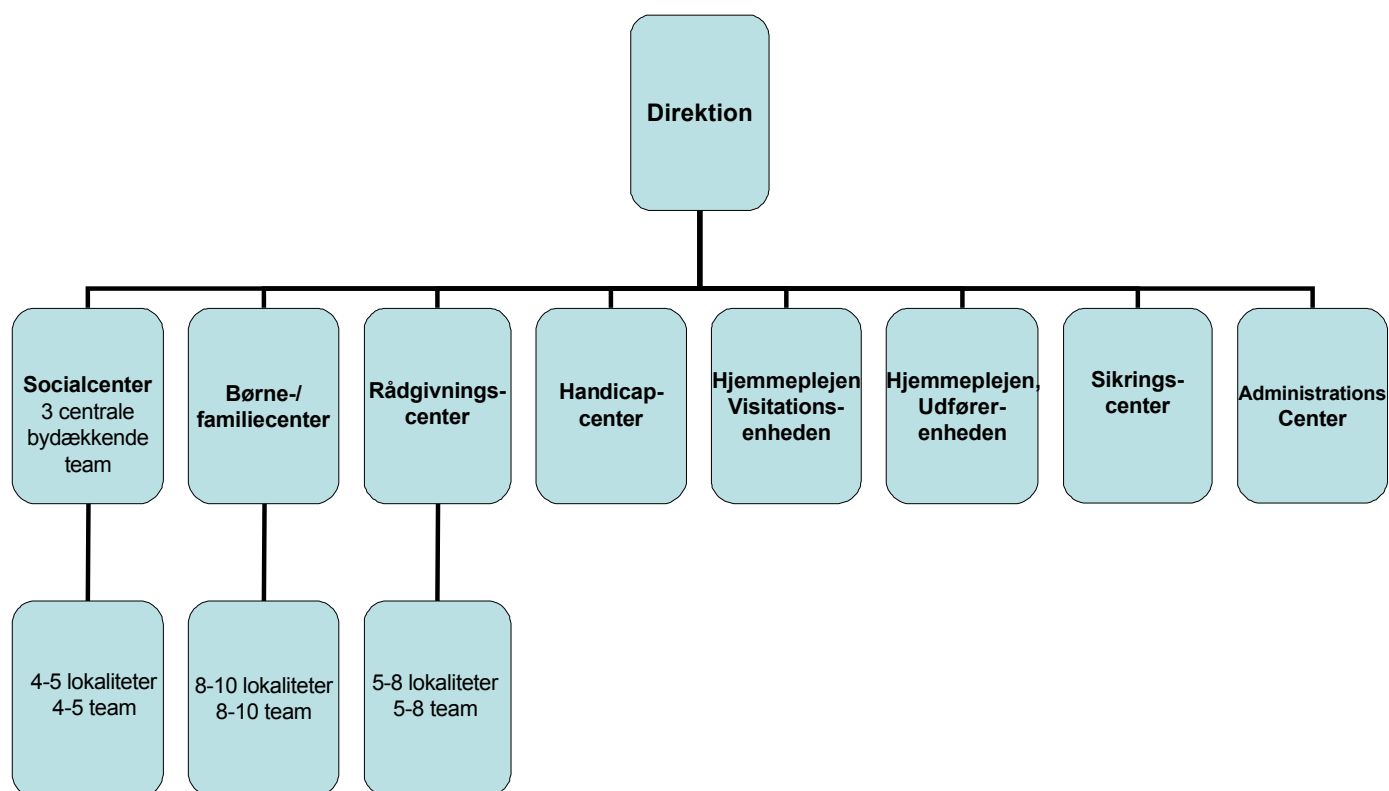 Direktion
Socialcenter
3 centrale
bydækkende
team
Børne-/
familiecenter
Rådgivnings-
center
Handicap-
center
Hjemmeplejen
Visitations-
enheden
Hjemmeplejen,
Udfører-
enheden
Sikrings-
center
Administrations
Center
4-5 lokaliteter
4-5 team
8-10 lokaliteter
8-10 team
5-8 lokaliteter
5-8 team